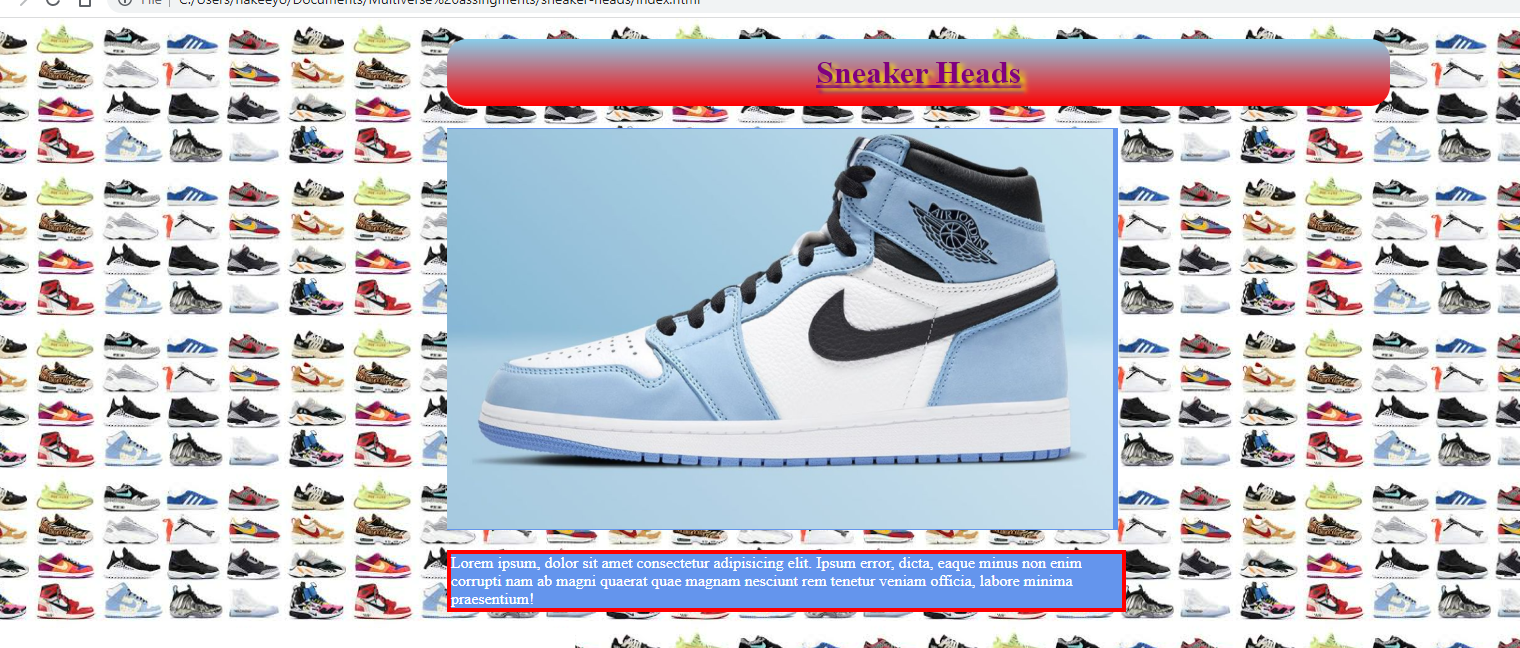 File | C:/Users/nakeeyo/Documents/Multiverse%20assingments/sneaker-heads/index.html
Sneaker Heads
AIR JORDAN
Lorem ipsum, dolor sit amet consectetur adipisicing elit. Ipsum error, dicta, eaque minus non enim
corrupti nam ab magni quaerat quae magnam nesciunt rem tenetur veniam officia, labore minima
praesentium!